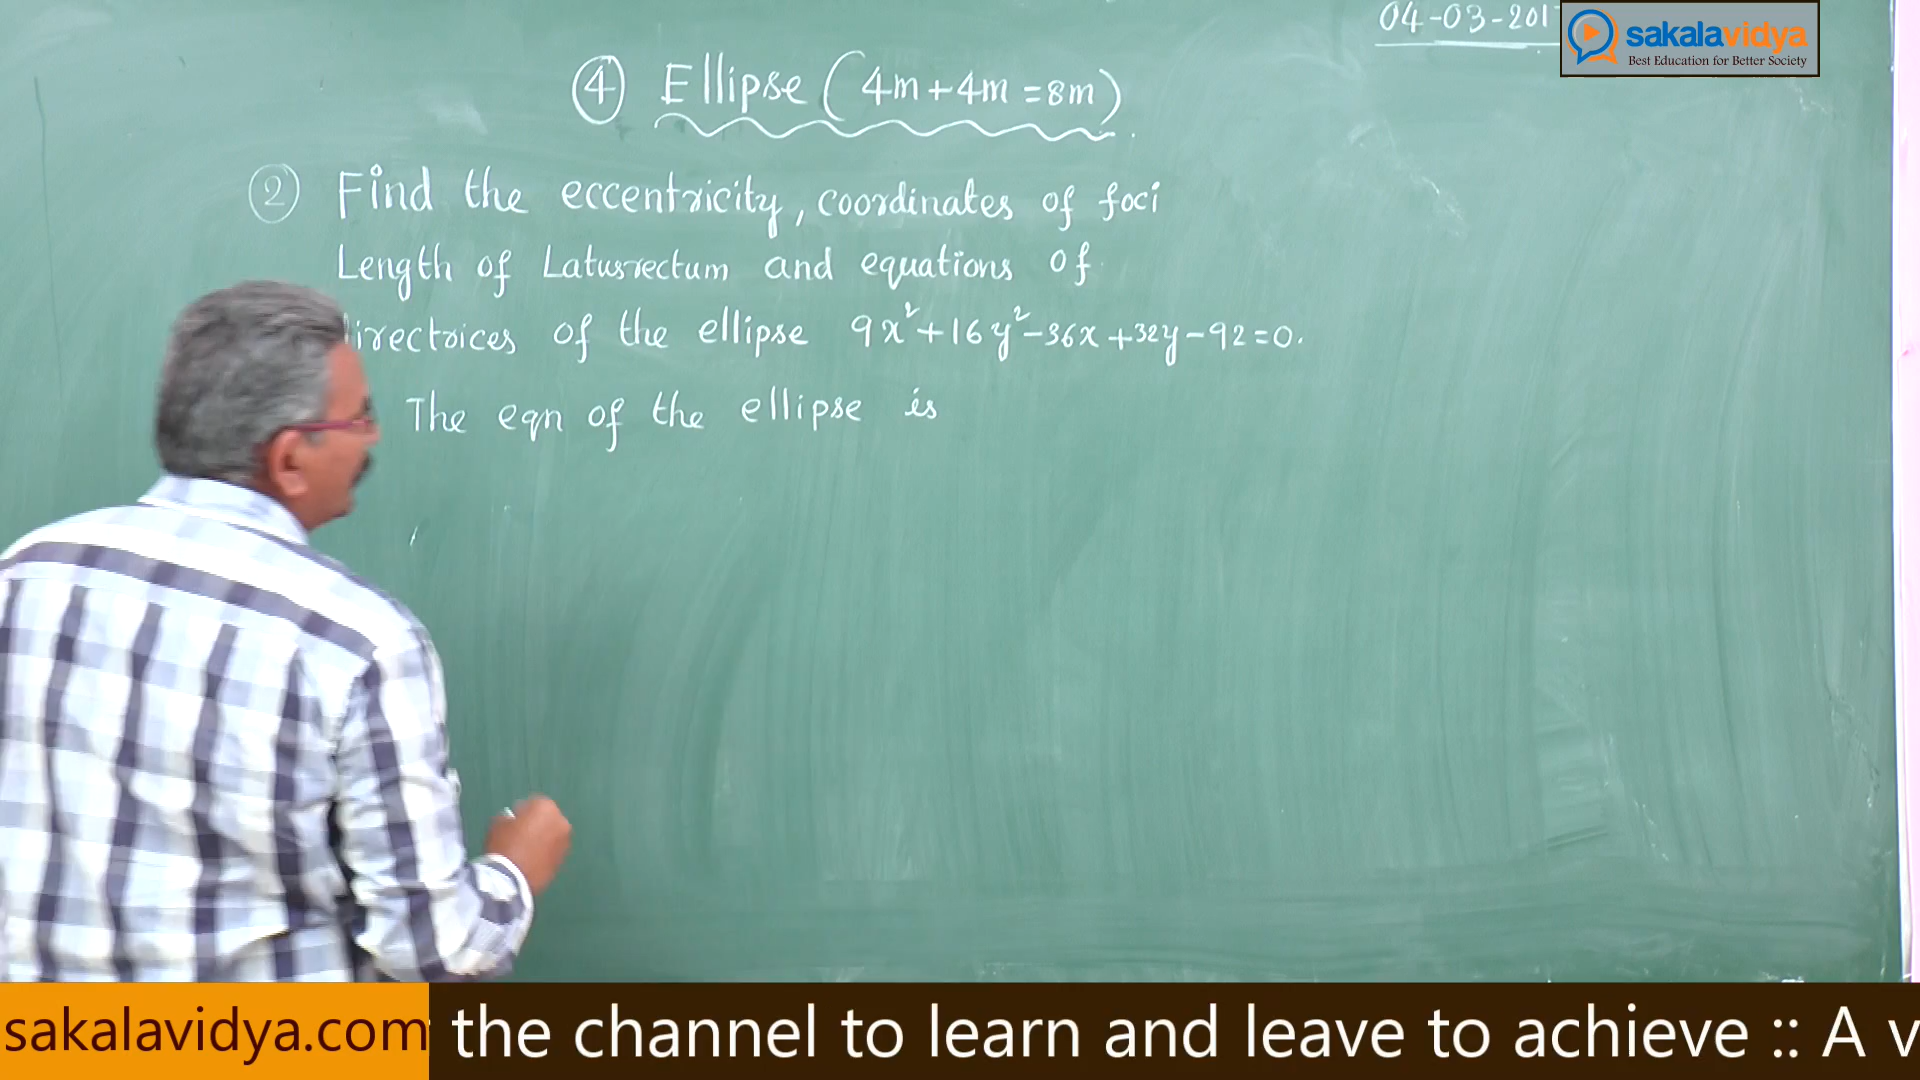 04-03-201
sakalavidya
Best Education for Better Society
④ Ellipse (4m+4m=8m)
② Find the eccentricity, coordinates of foci
Length of Latusrectum and equations of
directrices of the ellipse 9x²+16y²-36x+32y-92=0.
The eqn of the ellipse is
sakalavidya.com the channel to learn and leave to achieve :: A v